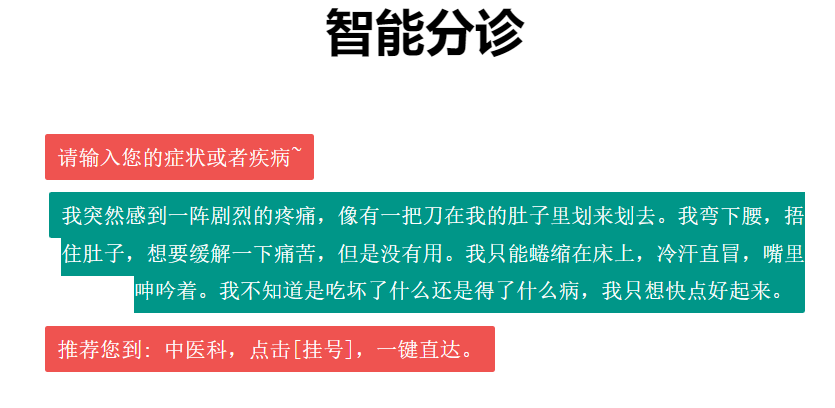 智能分诊
请输入您的症状或者疾病~
我突然感到一阵剧烈的疼痛，像有一把刀在我的肚子里划来划去。我弯下腰，捂
住肚子，想要缓解一下痛苦，但是没有用。我只能蜷缩在床上，冷汗直冒，嘴里
呻吟着。我不知道是吃坏了什么还是得了什么病，我只想快点好起来。
推荐您到: 中医科，点击[挂号]，一键直达。